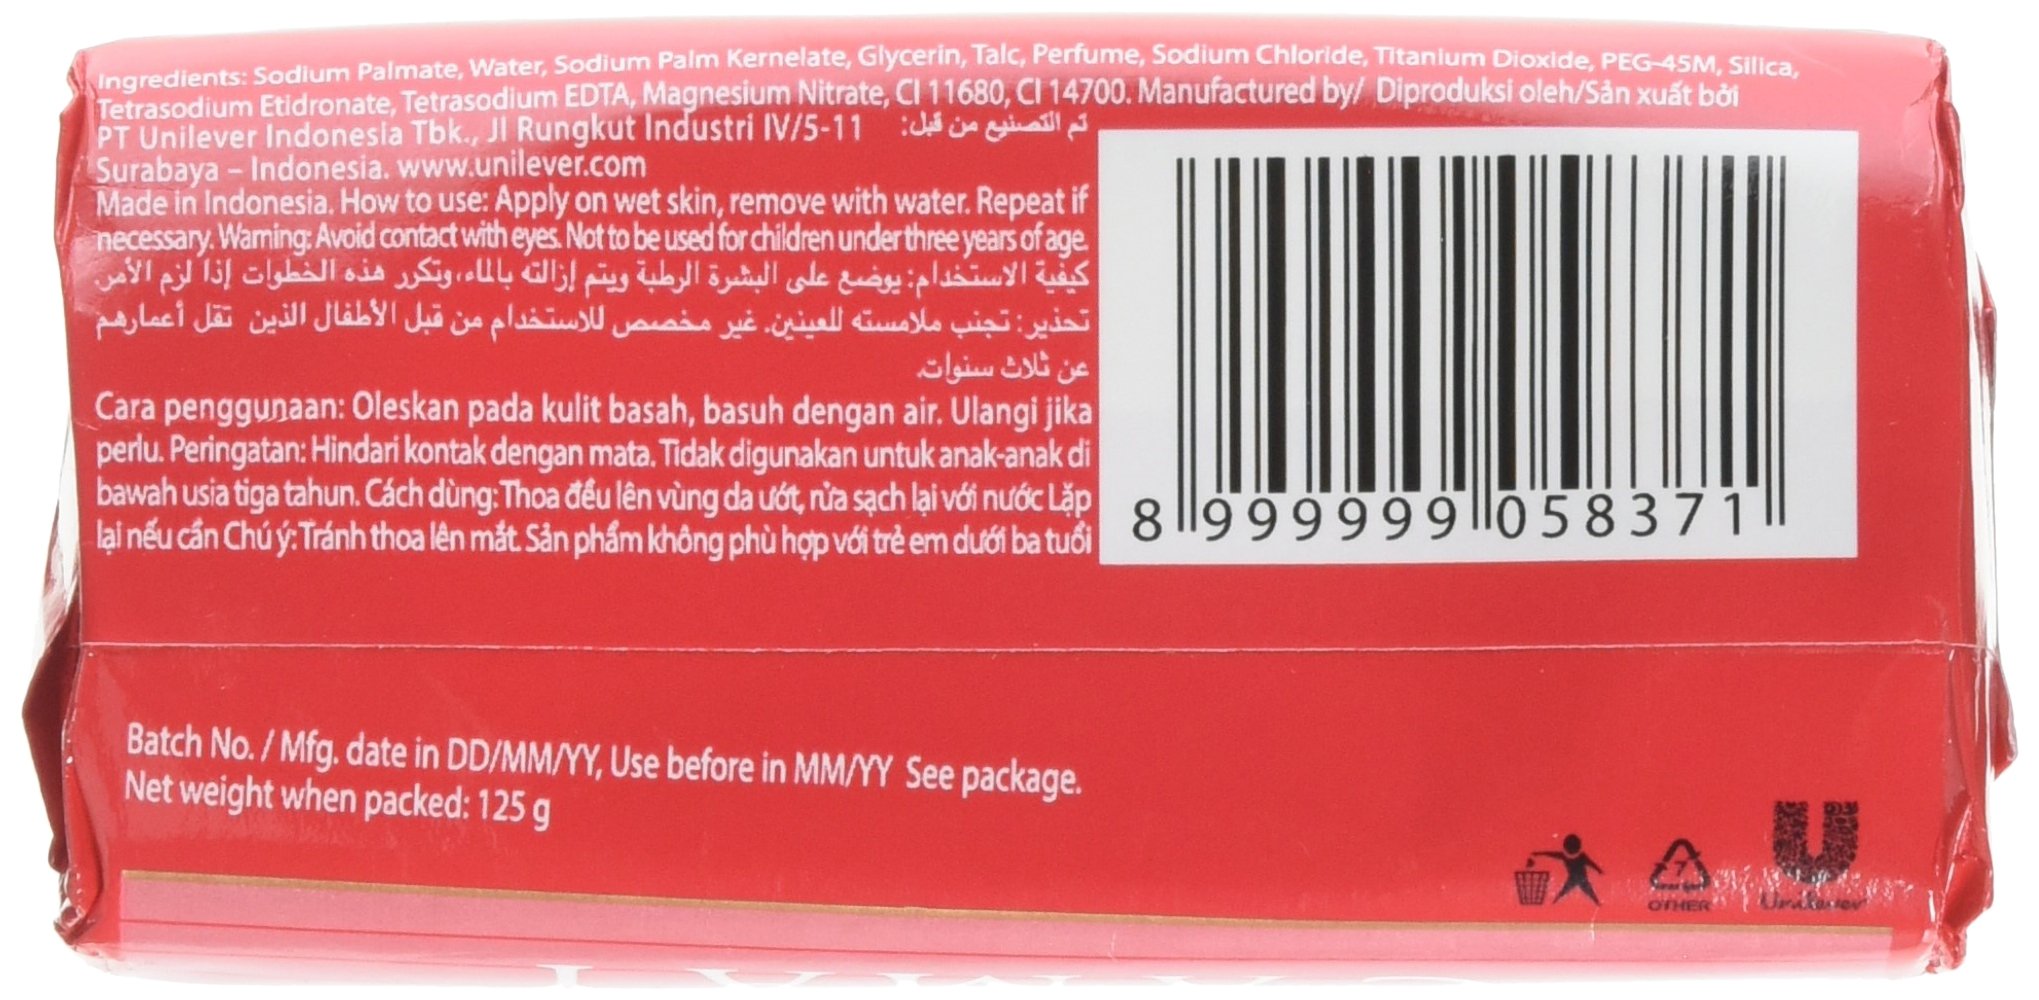 Ingredients: Sodium Palmate, Water, Sodium Palm Kernelate, Glycerin, Talc, Perfume, Sodium Chloride, Titanium Dioxide, PEG-45M, Silica,
Tetrasodium Etidronate, Tetrasodium EDTA, Magnesium Nitrate, CI 11680, CI 14700. Manufactured by/ Diproduksi oleh/Sản xuất bởi
PT Unilever Indonesia Tbk., Jl Rungkut Industri IV/5-11 تم التصنيع من قبل:
Surabaya – Indonesia. www.unilever.com
Made in Indonesia. How to use: Apply on wet skin, remove with water. Repeat if
necessary. Warning: Avoid contact with eyes. Not to be used for children under three years of age.
كيفية الاستخدام: يوضع على البشرة الرطبة ويتم إزالته بالماء، وتكرر هذه الخطوات إذا لزم الأمر.
تحذير: تجنب ملامسته للعينين. غير مخصص للاستخدام من قبل الأطفال الذين تقل أعمارهم
عن ثلاث سنوات.
Cara penggunaan: Oleskan pada kulit basah, basuh dengan air. Ulangi jika
perlu. Peringatan: Hindari kontak dengan mata. Tidak digunakan untuk anak-anak di
bawah usia tiga tahun. Cách dùng: Thoa đều lên vùng da ướt, rửa sạch lại với nước Lặp
lại nếu cần Chú ý: Tránh thoa lên mắt. Sản phẩm không phù hợp với trẻ em dưới ba tuổi
8 999999 058371
Batch No. / Mfg. date in DD/MM/YY, Use before in MM/YY See package.
Net weight when packed: 125 g
7
OTHER
U
Unilever